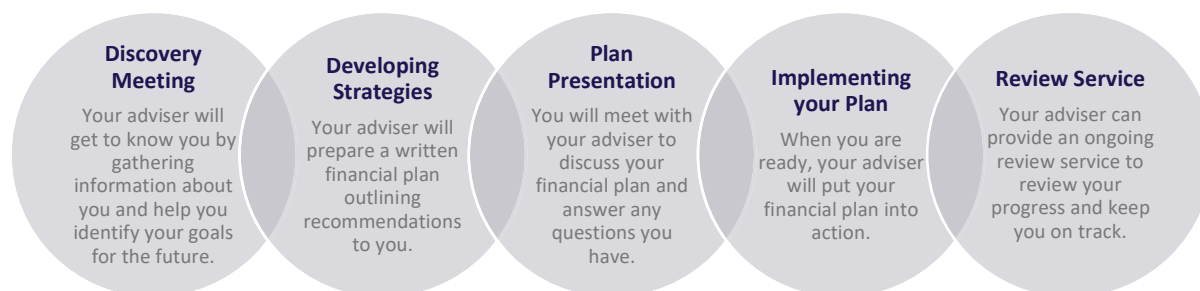 Discovery
Meeting
Your adviser will
get to know you by
gathering
information about
you and help you
identify your goals
for the future.
Developing
Strategies
Your adviser will
prepare a written
financial plan
outlining
recommendations
to you.
Plan
Presentation
You will meet with
your adviser to
discuss your
financial plan and
answer any
questions you
have.
Implementing
your Plan
When you are
ready, your adviser
will put your
financial plan into
action.
Review Service
Your adviser can
provide an ongoing
review service to
review your
progress and keep
you on track.